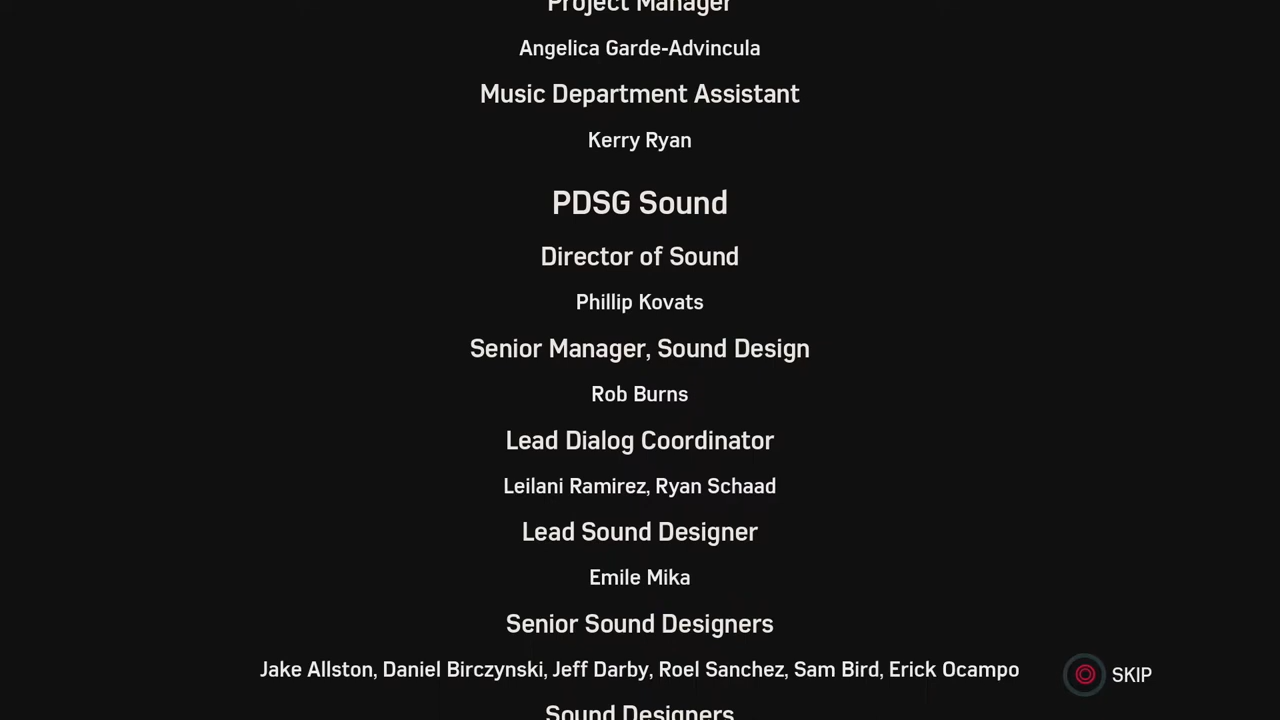 Project Manager
Angelica Garde-Advincula
Music Department Assistant
Kerry Ryan
PDSG Sound
Director of Sound
Phillip Kovats
Senior Manager, Sound Design
Rob Burns
Lead Dialog Coordinator
Leilani Ramirez, Ryan Schaad
Lead Sound Designer
Emile Mika
Senior Sound Designers
Jake Allston, Daniel Birczynski, Jeff Darby, Roel Sanchez, Sam Bird, Erick Ocampo
SKIP
Sound Designers